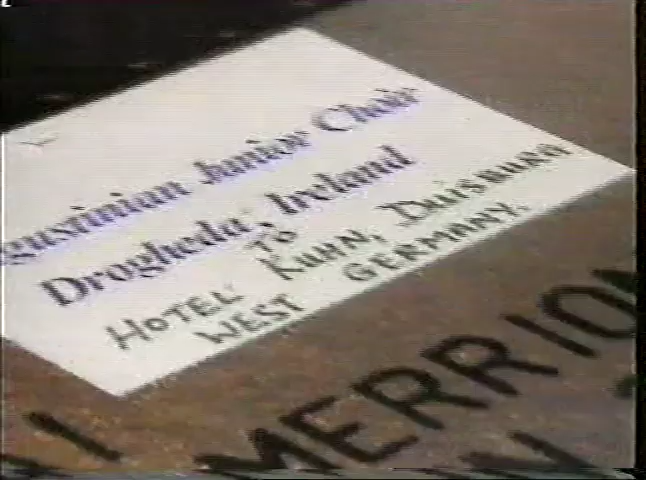 gustinian Junior Choir
Drogheda, Ireland
TO
HOTEL KUHN, DUISBURG
WEST GERMANY.
MERRION